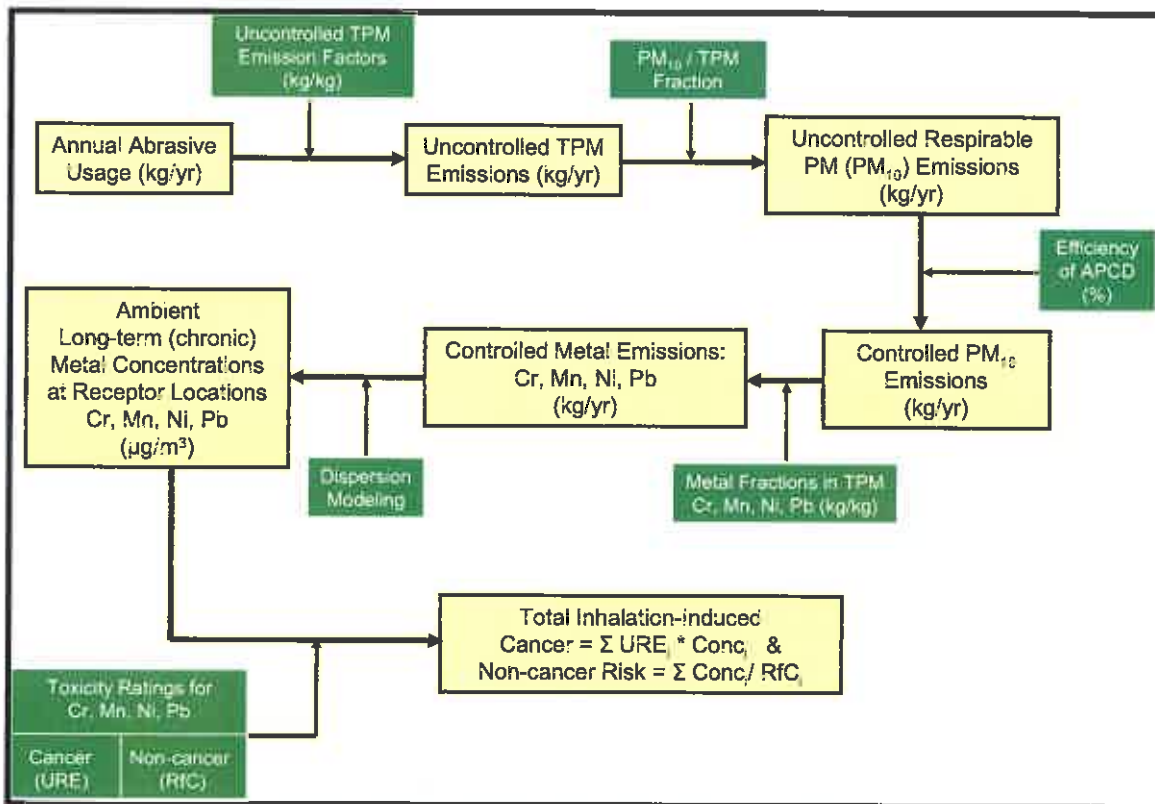 Uncontrolled TPM
Emission Factors
(kg/kg)
PM₁₀ / TPM
Fraction
Annual Abrasive
Usage (kg/yr)
Uncontrolled TPM
Emissions (kg/yr)
Uncontrolled Respirable
PM (PM₁₀) Emissions
(kg/yr)
Efficiency
of APCD
(%)
Ambient
Long-term (chronic)
Metal Concentrations
at Receptor Locations
Cr, Mn, Ni, Pb
(µg/m³)
Controlled Metal Emissions:
Cr, Mn, Ni, Pb
(kg/yr)
Controlled PM₁₀
Emissions
(kg/yr)
Dispersion
Modeling
Metal Fractions in TPM
Cr, Mn, Ni, Pb (kg/kg)
Total Inhalation-induced
Cancer = Σ UREᵢ * Concᵢ &
Non-cancer Risk = Σ Concᵢ/ RfCᵢ
Toxicity Ratings for
Cr, Mn, Ni, Pb
Cancer
(URE)
Non-cancer
(RfC)